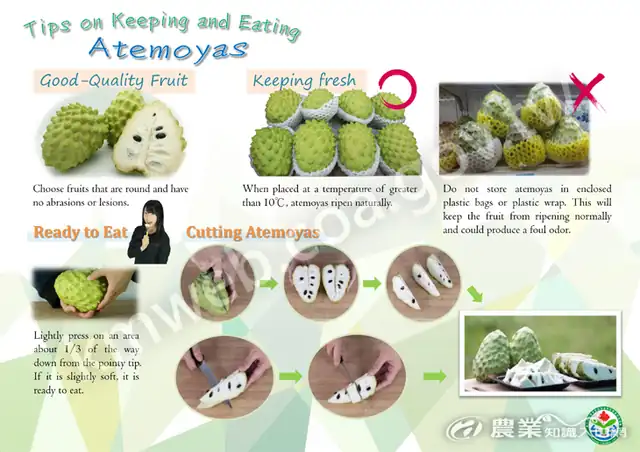 Tips on Keeping and Eating
Atemoyas
Good-Quality Fruit
Keeping fresh
Choose fruits that are round and have
no abrasions or lesions.
When placed at a temperature of greater
than 10℃, atemoyas ripen naturally.
Do not store atemoyas in enclosed
plastic bags or plastic wrap. This will
keep the fruit from ripening normally
and could produce a foul odor.
Ready to Eat
Cutting Atemoyas
Lightly press on an area
about 1/3 of the way
down from the pointy tip.
If it is slightly soft, it is
ready to eat.
農業知識入口網